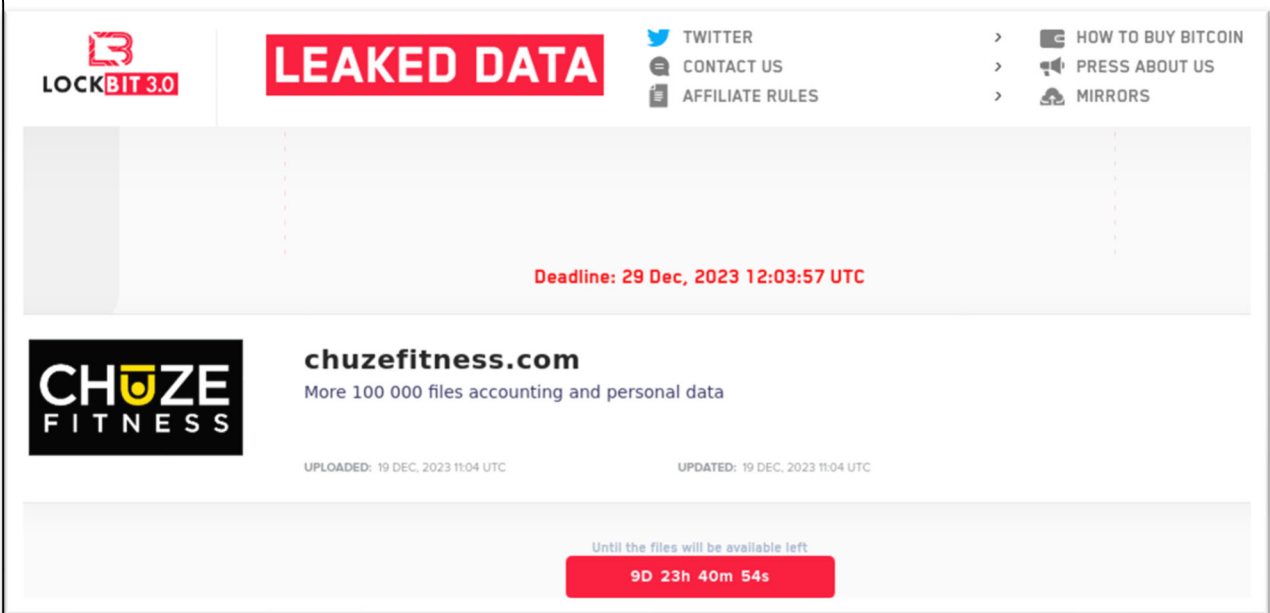 LOCKBIT 3.0
LEAKED DATA
TWITTER
CONTACT US
AFFILIATE RULES
>
>
>
HOW TO BUY BITCOIN
PRESS ABOUT US
MIRRORS
Deadline: 29 Dec, 2023 12:03:57 UTC
CHUZE
FITNESS
chuzefitness.com
More 100 000 files accounting and personal data
UPLOADED: 19 DEC, 2023 11:04 UTC
UPDATED: 19 DEC, 2023 11:04 UTC
Until the files will be available left
9D 23h 40m 54s